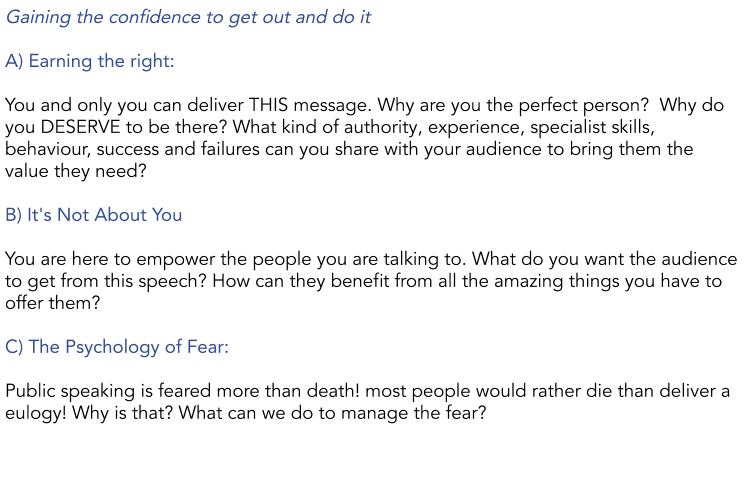 Gaining the confidence to get out and do it
A) Earning the right:
You and only you can deliver THIS message. Why are you the perfect person?  Why do
you DESERVE to be there? What kind of authority, experience, specialist skills,
behaviour, success and failures can you share with your audience to bring them the
value they need?
B) It's Not About You
You are here to empower the people you are talking to. What do you want the audience
to get from this speech? How can they benefit from all the amazing things you have to
offer them?
C) The Psychology of Fear:
Public speaking is feared more than death! most people would rather die than deliver a
eulogy! Why is that? What can we do to manage the fear?